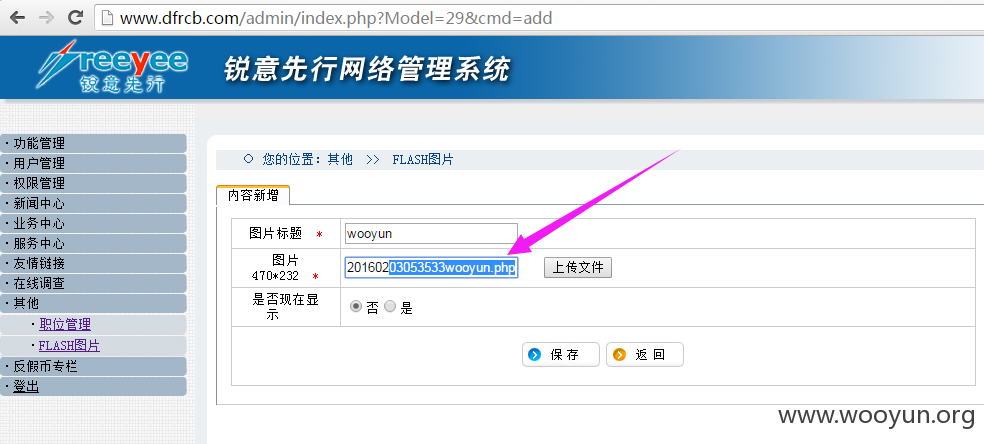 www.dfrcb.com/admin/index.php?Model=29&cmd=add
freeyee
锐意先行
锐意先行网络管理系统
·功能管理
·用户管理
·权限管理
·新闻中心
·业务中心
·服务中心
·友情链接
·在线调查
·其他
·职位管理
·FLASH图片
·反假币专栏
·登出
您的位置：其他 >> FLASH图片
内容新增
图片标题 * wooyun
图片
470*232 * 20160203053533wooyun.php 上传文件
是否现在显
示 否 是
保存 返回
www.wooyun.org